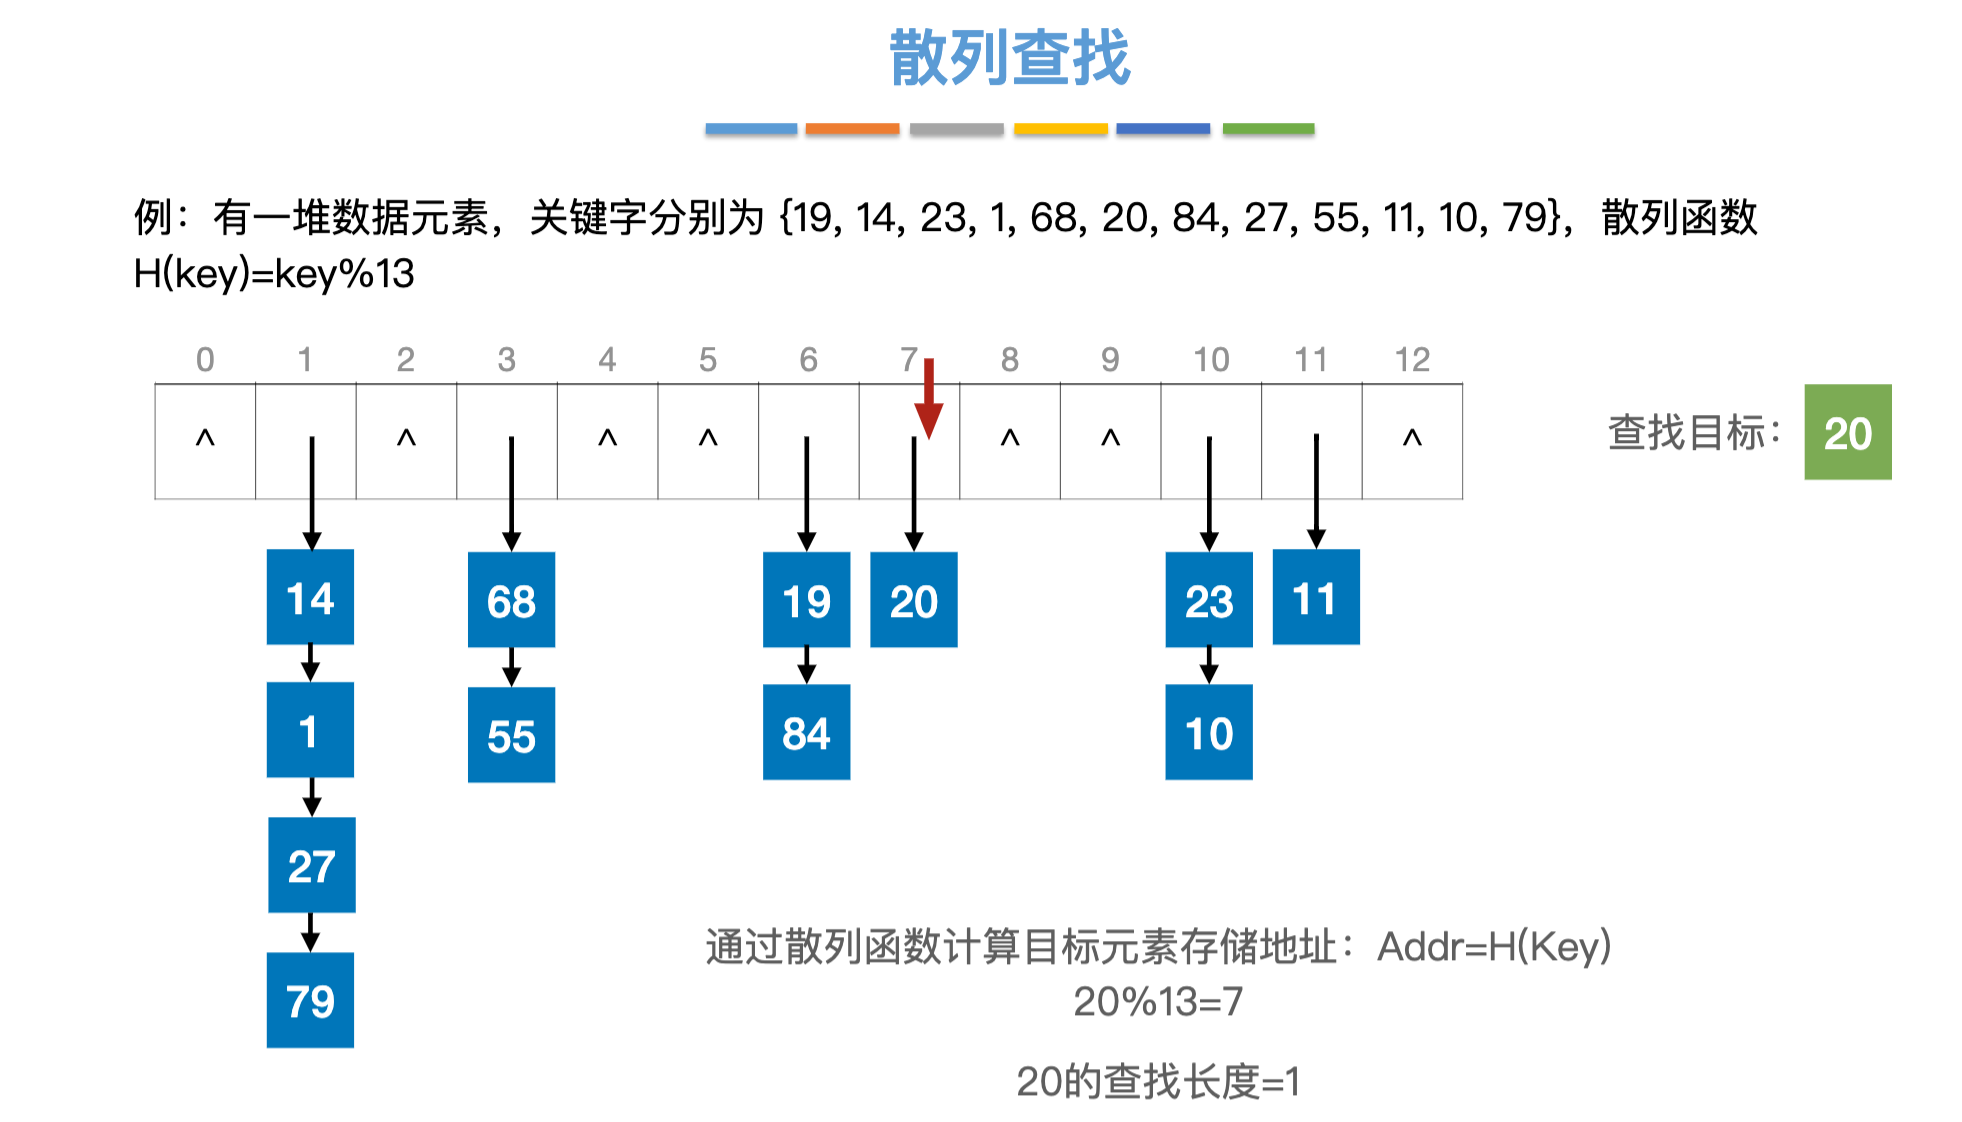 散列查找
例：有一堆数据元素，关键字分别为 {19, 14, 23, 1, 68, 20, 84, 27, 55, 11, 10, 79}，散列函数
H(key)=key%13
0 1 2 3 4 5 6 7 8 9 10 11 12
^ ^ ^ ^ ^ ^ ^
查找目标： 20
14 68 19 20 23 11
1 55 84 10
27
79
通过散列函数计算目标元素存储地址：Addr=H(Key)
20%13=7
20的查找长度=1